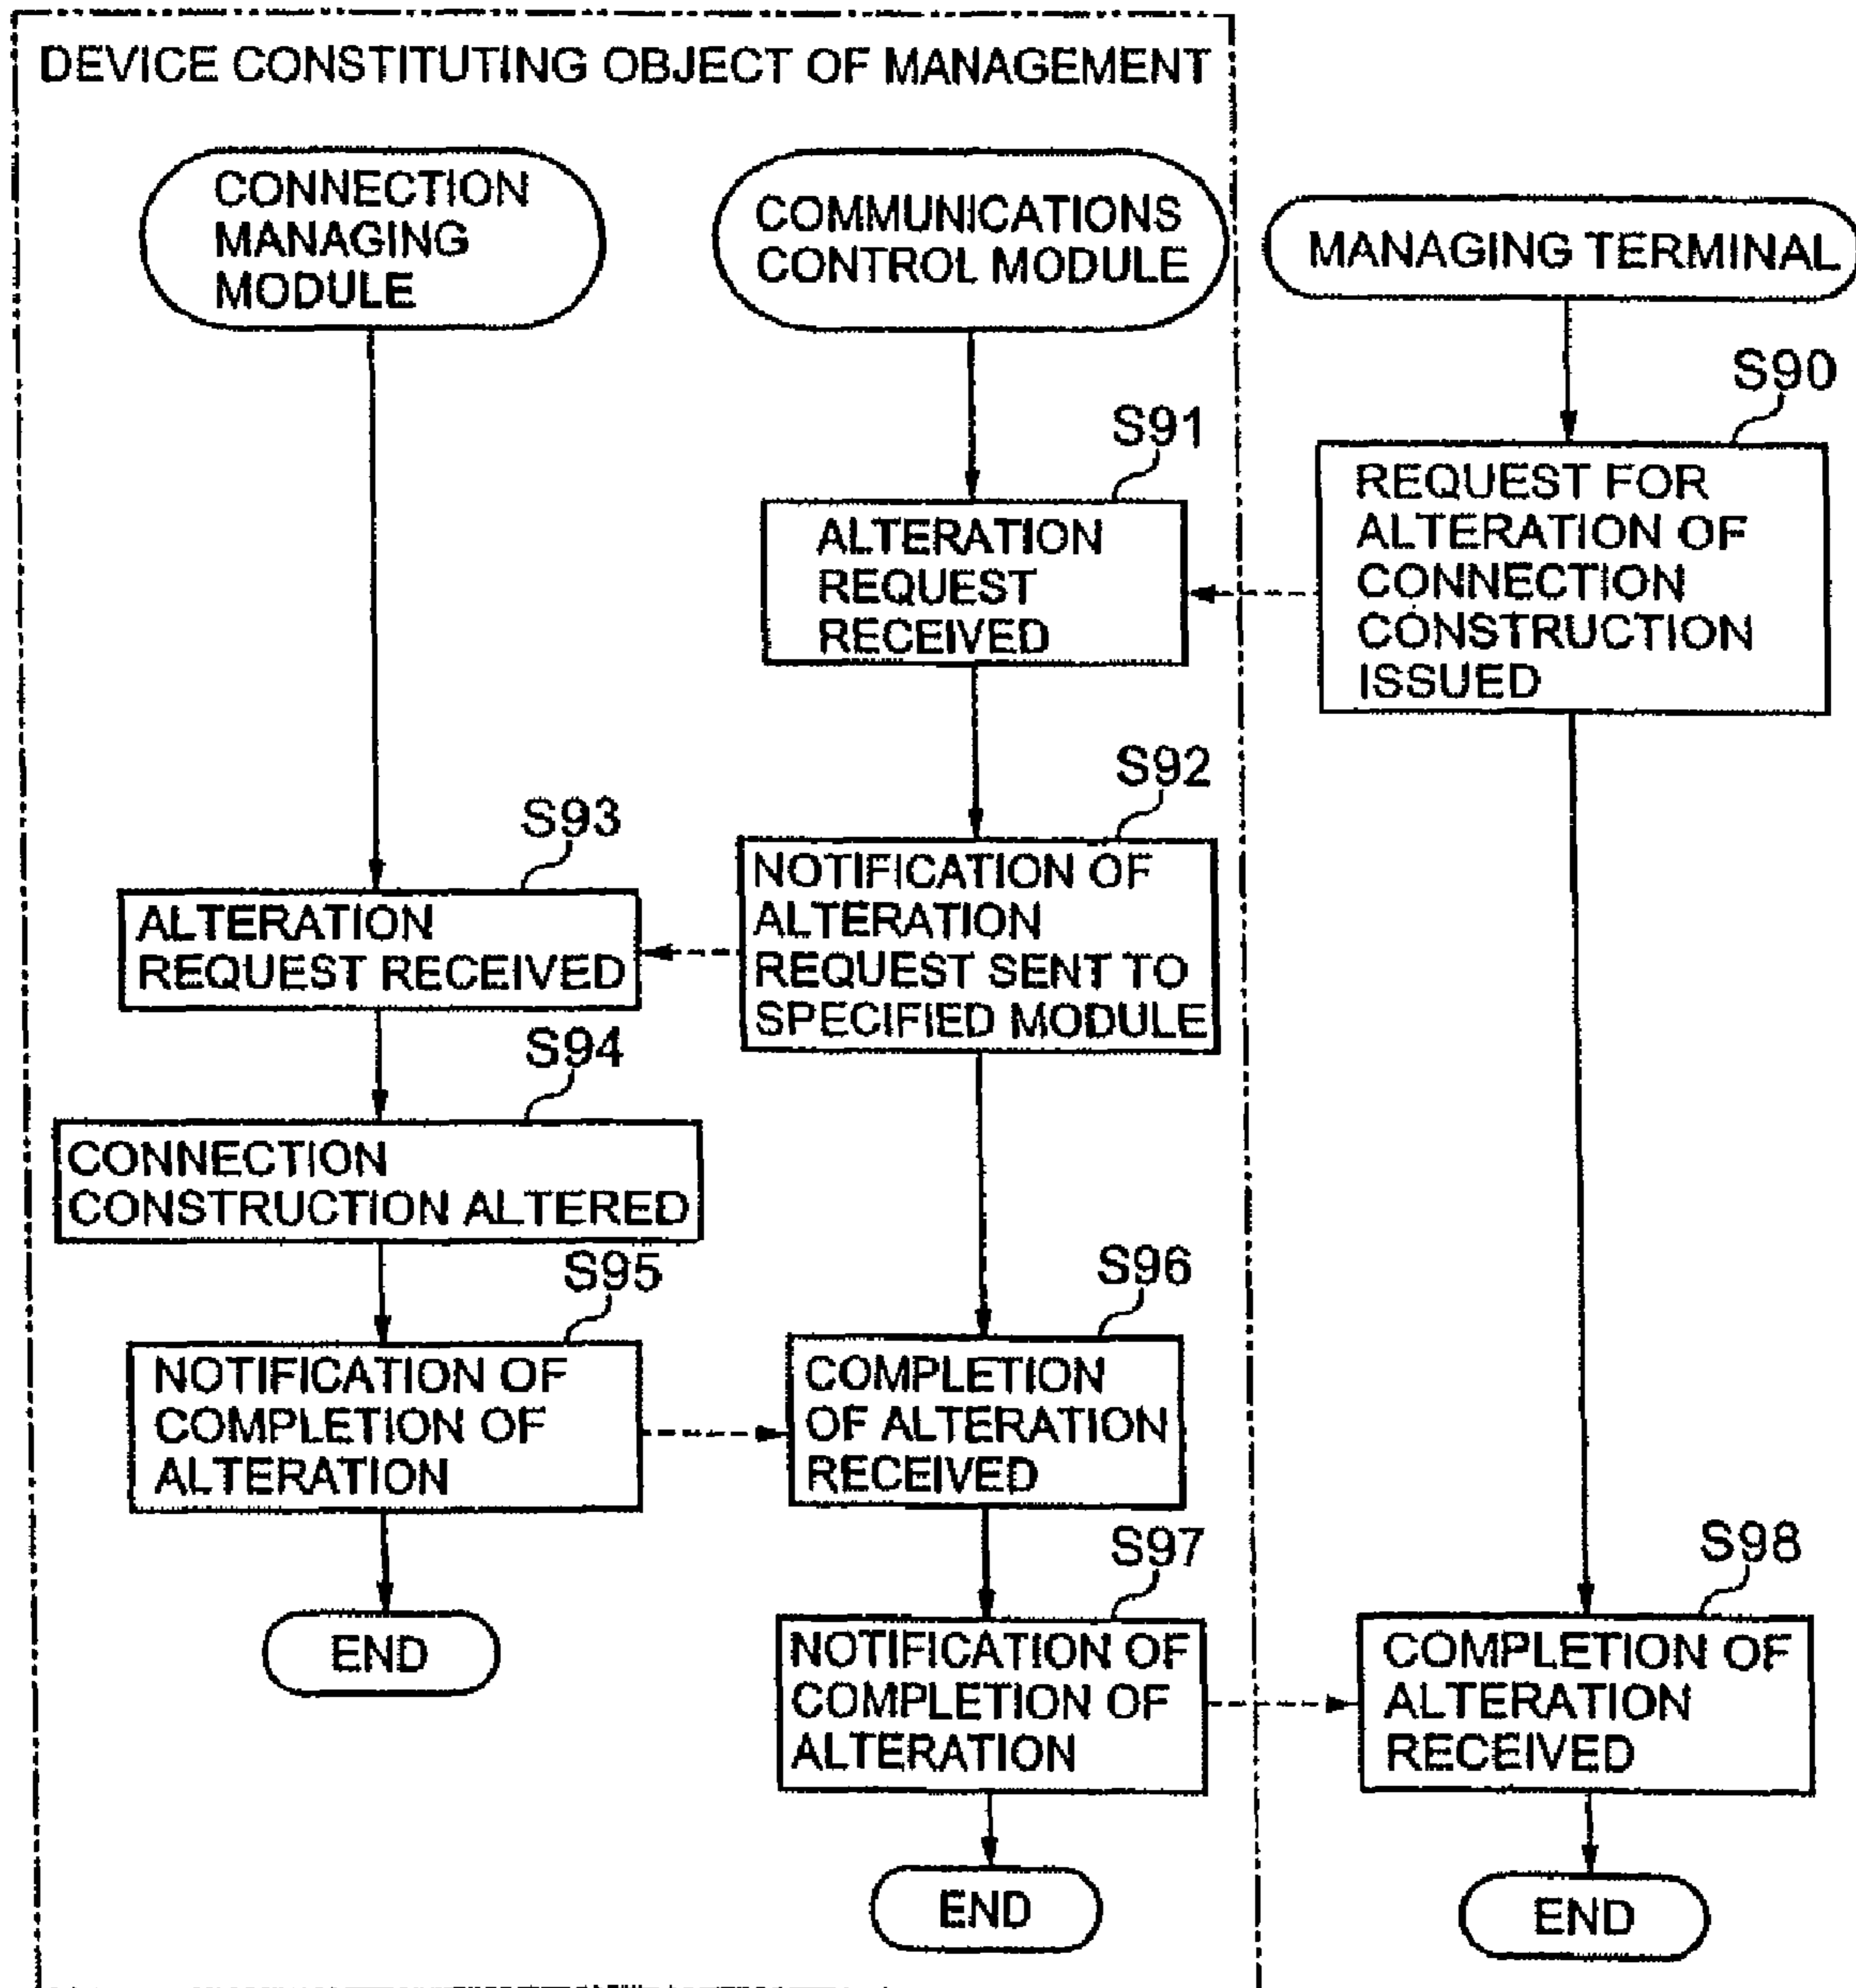 DEVICE CONSTITUTING OBJECT OF MANAGEMENT
CONNECTION
MANAGING
MODULE
COMMUNICATIONS
CONTROL MODULE
MANAGING TERMINAL
S90
REQUEST FOR
ALTERATION OF
CONNECTION
CONSTRUCTION
ISSUED
S91
ALTERATION
REQUEST
RECEIVED
S92
NOTIFICATION OF
ALTERATION
REQUEST SENT TO
SPECIFIED MODULE
S93
ALTERATION
REQUEST RECEIVED
S94
CONNECTION
CONSTRUCTION ALTERED
S95
NOTIFICATION OF
COMPLETION OF
ALTERATION
S96
COMPLETION
OF ALTERATION
RECEIVED
S97
NOTIFICATION OF
COMPLETION OF
ALTERATION
S98
COMPLETION OF
ALTERATION
RECEIVED
END
END
END